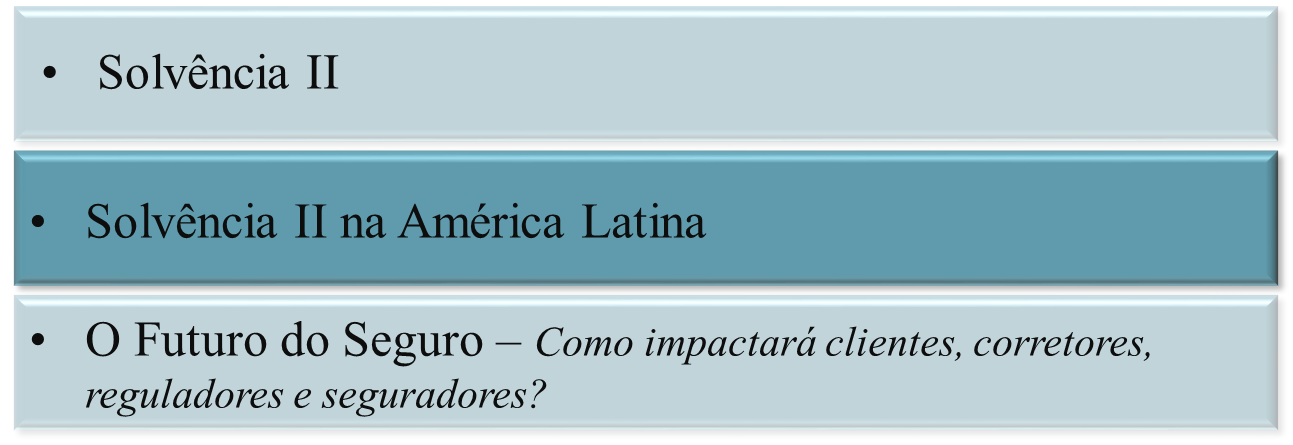 • Solvência II
• Solvência II na América Latina
• O Futuro do Seguro – Como impactará clientes, corretores,
reguladores e seguradores?